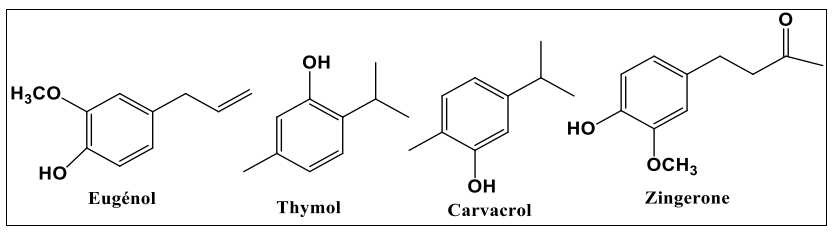 H3CO
HO
Eugénol
OH
Thymol
OH
Carvacrol
O
HO
OCH3
Zingerone